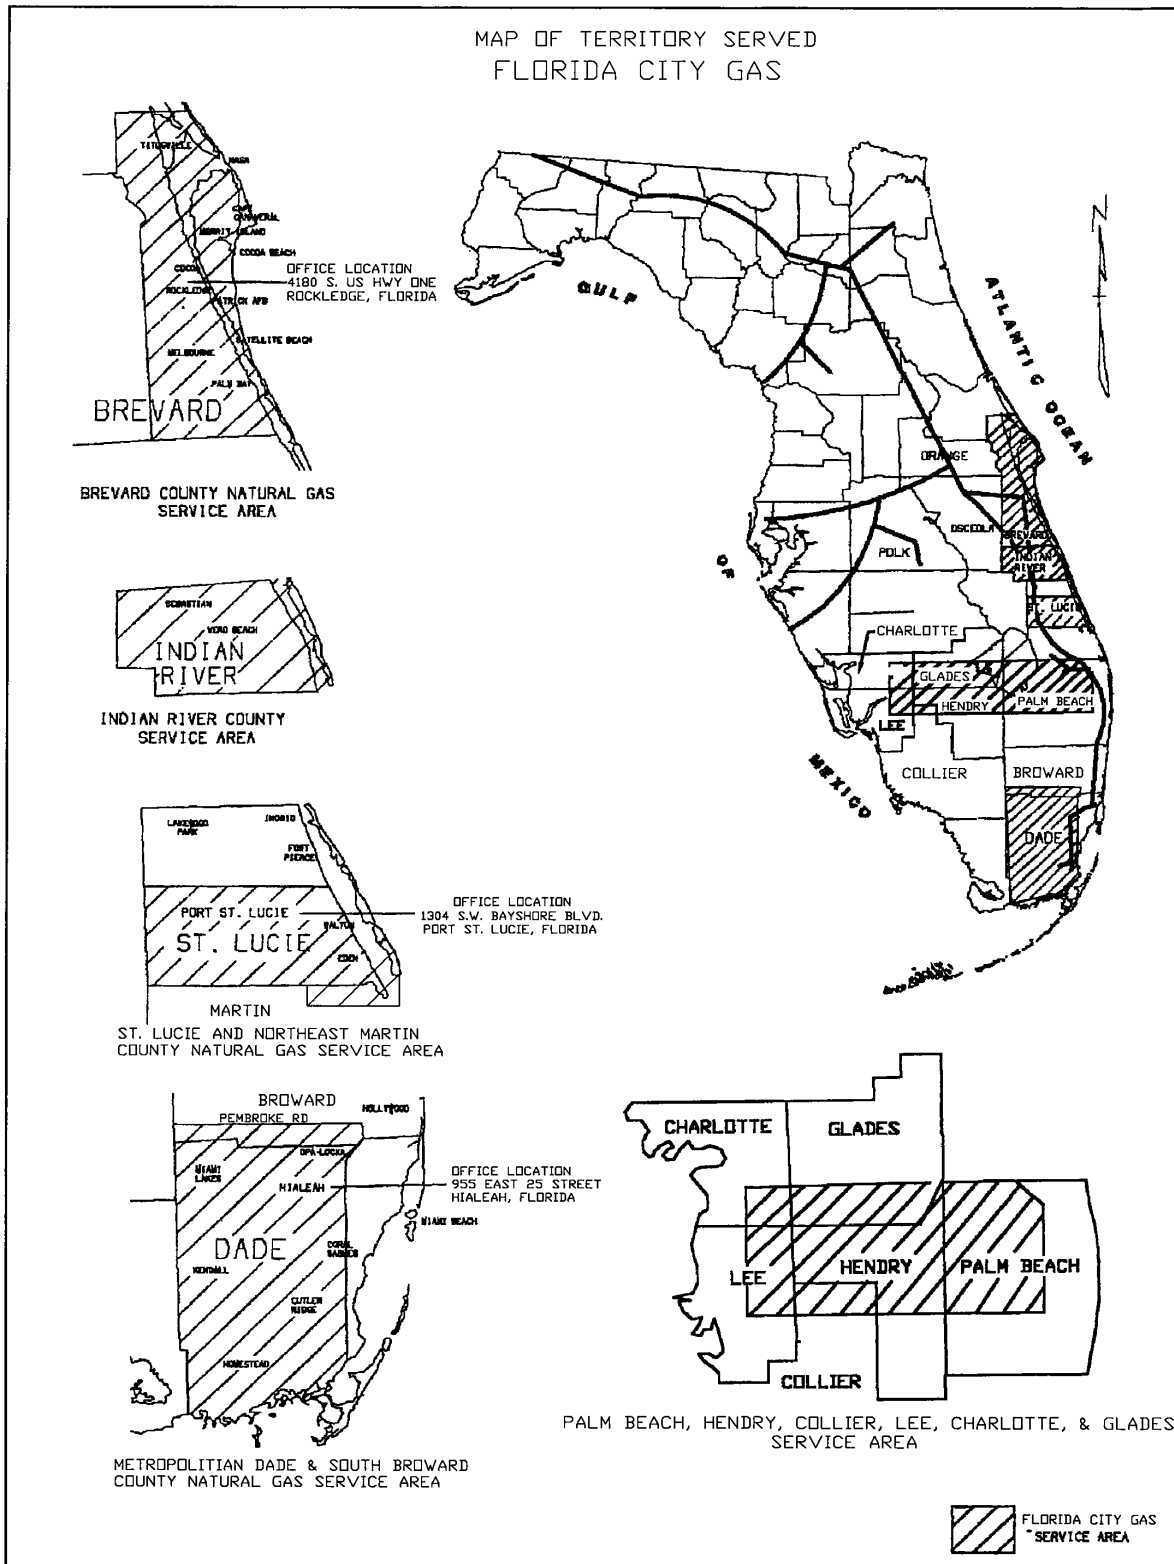 MAP OF TERRITORY SERVED
FLORIDA CITY GAS
TITUSVILLE
NASA
CAPE
CANAVERAL
MERRIT ISLAND
COCOA BEACH
COCOA
OFFICE LOCATION
4180 S. US HWY ONE
ROCKLEDGE, FLORIDA
ROCKLEDGE
PATRICK AFB
MELBOURNE
PALM BAY
BREVARD
BREVARD COUNTY NATURAL GAS
SERVICE AREA
SEBASTIAN
VERO BEACH
INDIAN
RIVER
INDIAN RIVER COUNTY
SERVICE AREA
LAKEWOOD
PARK
FORT
PIERCE
PORT ST. LUCIE
OFFICE LOCATION
1304 S.W. BAYSHORE BLVD.
PORT ST. LUCIE, FLORIDA
WALTON
ST. LUCIE
EDEN
MARTIN
ST. LUCIE AND NORTHEAST MARTIN
COUNTY NATURAL GAS SERVICE AREA
BROWARD
HOLLYWOOD
PEMBROKE RD
OPA-LOCKA
MIAMI
LAKES
HIALEAH
OFFICE LOCATION
955 EAST 25 STREET
HIALEAH, FLORIDA
MIAMI BEACH
DADE
CORAL
GABLES
KENDALL
CUTLER
RIDGE
HOMESTEAD
METROPOLITIAN DADE & SOUTH BROWARD
COUNTY NATURAL GAS SERVICE AREA
GULF
OF
MEXICO
ATLANTIC OCEAN
ORANGE
OSCEOLA
POLK
BREVARD
INDIAN
RIVER
ST. LUCIE
CHARLOTTE
GLADES
HENDRY
PALM BEACH
LEE
COLLIER
BROWARD
DADE
CHARLOTTE
GLADES
LEE
HENDRY
PALM BEACH
COLLIER
PALM BEACH, HENDRY, COLLIER, LEE, CHARLOTTE, & GLADES
SERVICE AREA
FLORIDA CITY GAS
SERVICE AREA